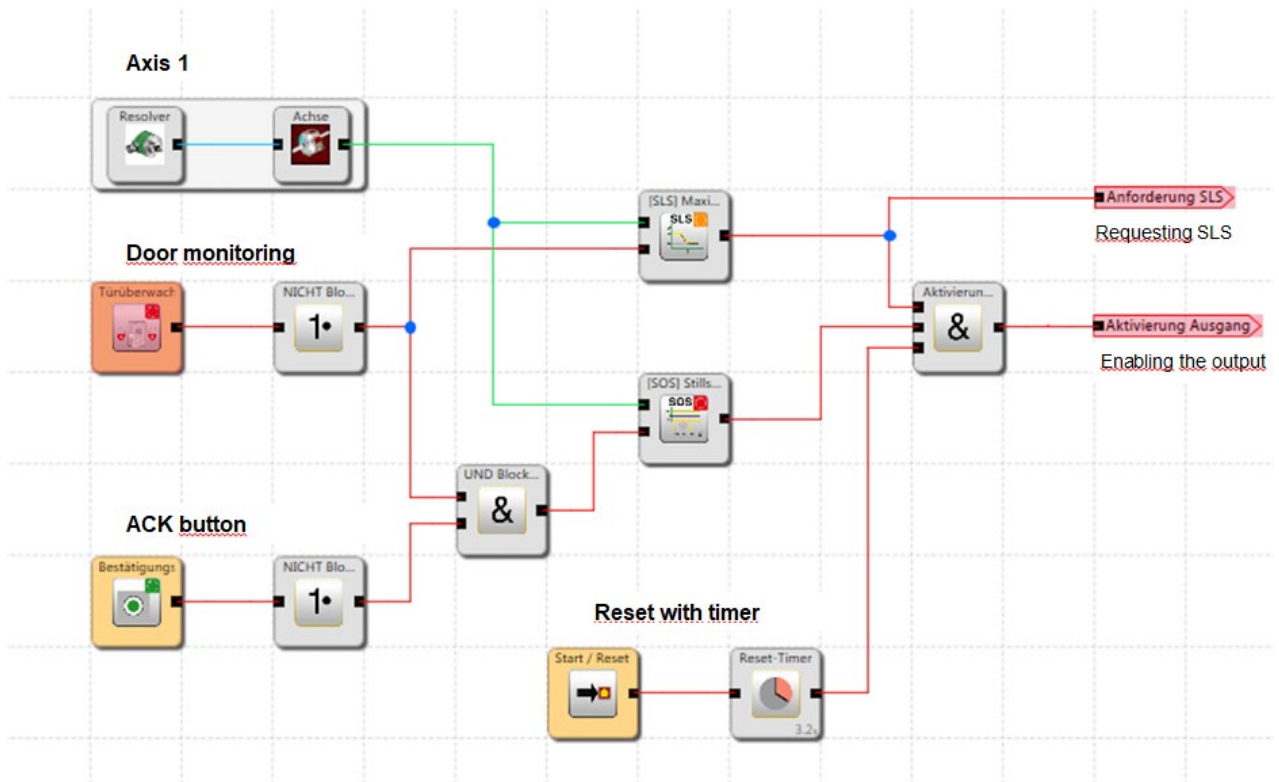 Axis 1
Resolver
Achse
[SLS] Maxi...
SLS
Anforderung SLS
Requesting SLS
Door monitoring
Türüberwach
NICHT Blo...
1
Aktivierun...
&
Aktivierung Ausgang
Enabling the output
[SOS] Stills...
SOS
UND Block...
&
ACK button
Bestätigungs
NICHT Blo...
1
Reset with timer
Start / Reset
Reset-Timer
3.2s